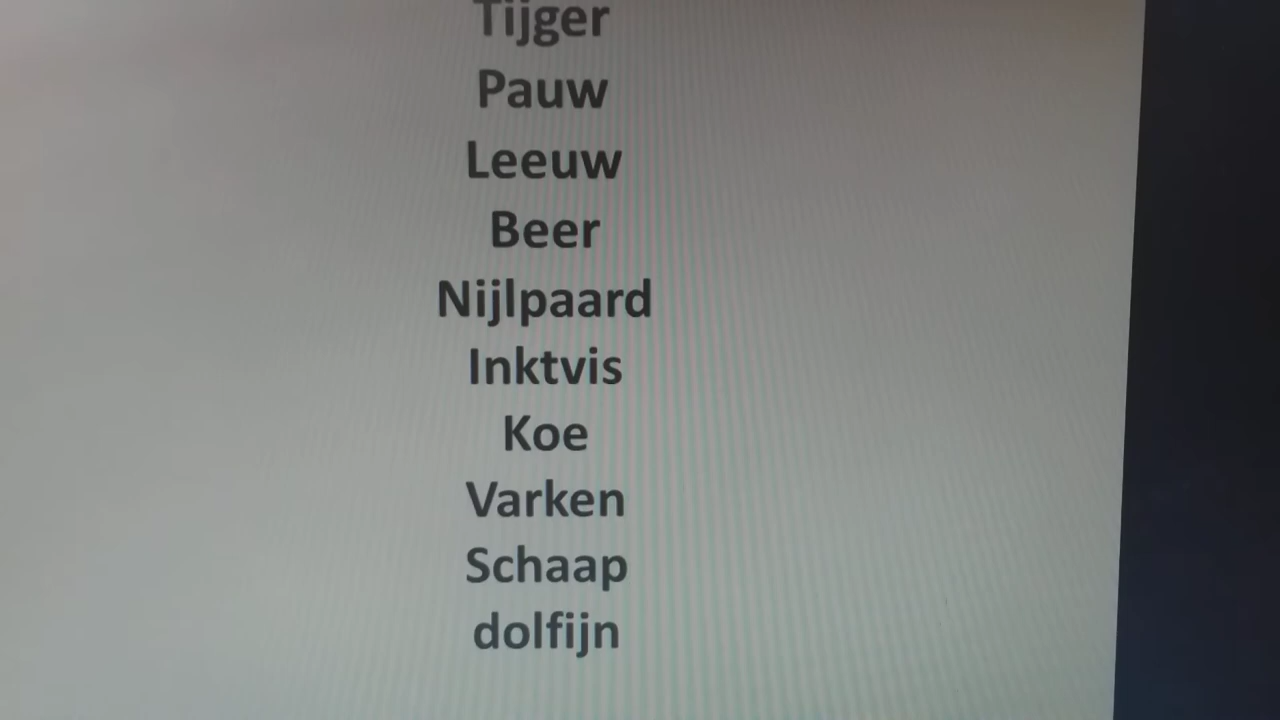 Tijger
Pauw
Leeuw
Beer
Nijlpaard
Inktvis
Koe
Varken
Schaap
dolfijn